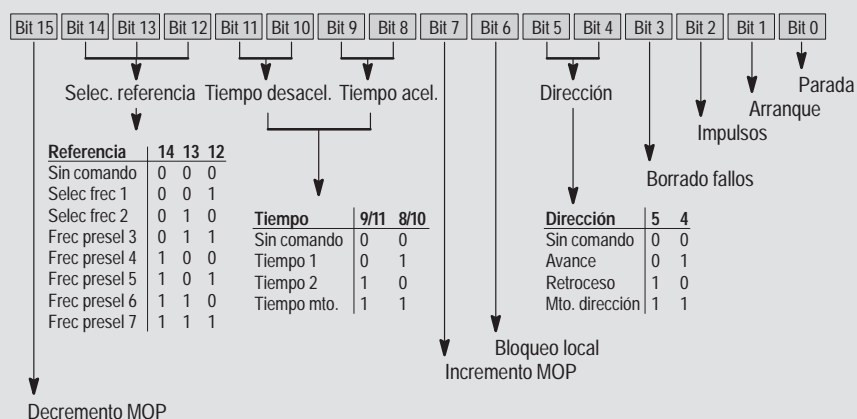 Bit 15 Bit 14 Bit 13 Bit 12 Bit 11 Bit 10 Bit 9 Bit 8 Bit 7 Bit 6 Bit 5 Bit 4 Bit 3 Bit 2 Bit 1 Bit 0
Selec. referencia Tiempo desacel. Tiempo acel. Dirección
Parada
Arranque
Impulsos
Borrado fallos
Referencia 14 13 12
Sin comando 0 0 0
Selec frec 1 0 0 1
Selec frec 2 0 1 0
Frec presel 3 0 1 1
Frec presel 4 1 0 0
Frec presel 5 1 0 1
Frec presel 6 1 1 0
Frec presel 7 1 1 1
Tiempo 9/11 8/10
Sin comando 0 0
Tiempo 1 0 1
Tiempo 2 1 0
Tiempo mto. 1 1
Dirección 5 4
Sin comando 0 0
Avance 0 1
Retroceso 1 0
Mto. dirección 1 1
Bloqueo local
Incremento MOP
Decremento MOP